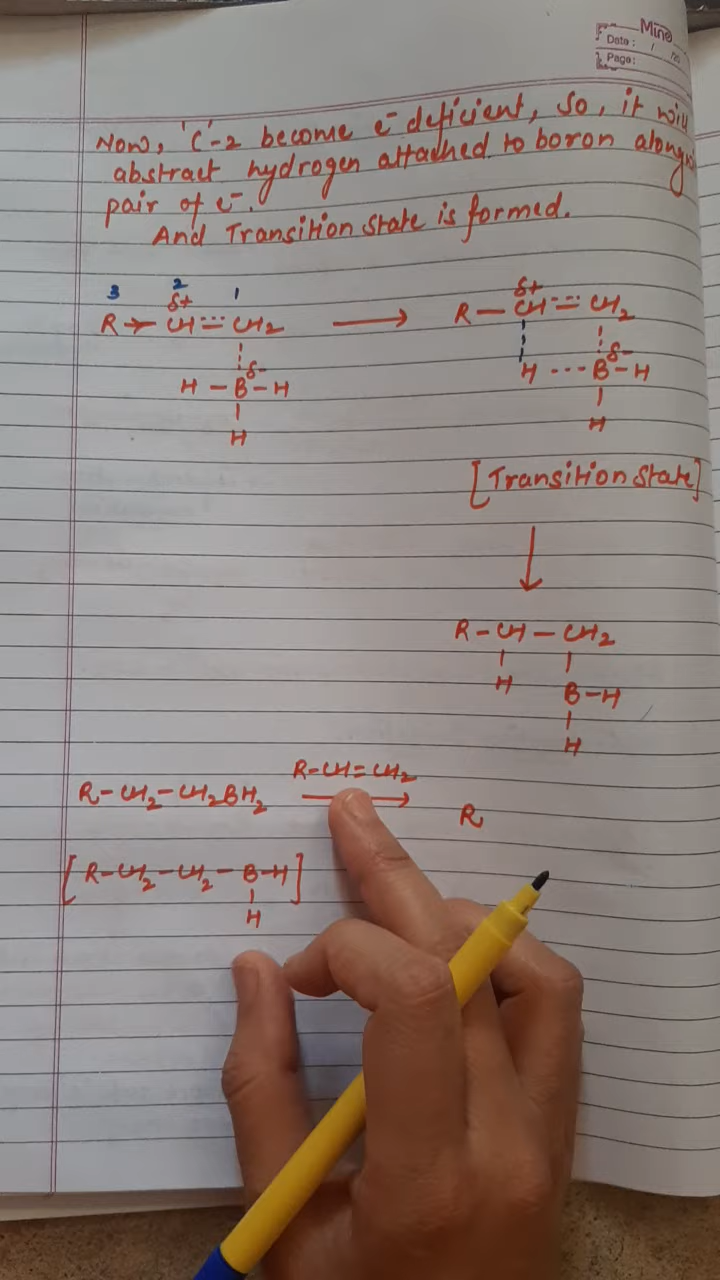 Mine
Date : / /20
Page:
Now, 'C'-2 become e⁻ deficient, So, it will
abstract hydrogen attached to boron along
pair of e⁻.
And Transition State is formed.
3 2 1
δ+ δ+
R → CH ⋯ CH2 ⟶ R — CH ⋯ CH2
δ- δ-
H — B — H H ⋯ B — H
H H
[Transition State]
R - CH — CH2
H B - H
H
R-CH=CH2
R-CH2-CH2BH2 ⟶ R
[R-CH2-CH2-B-H]
H